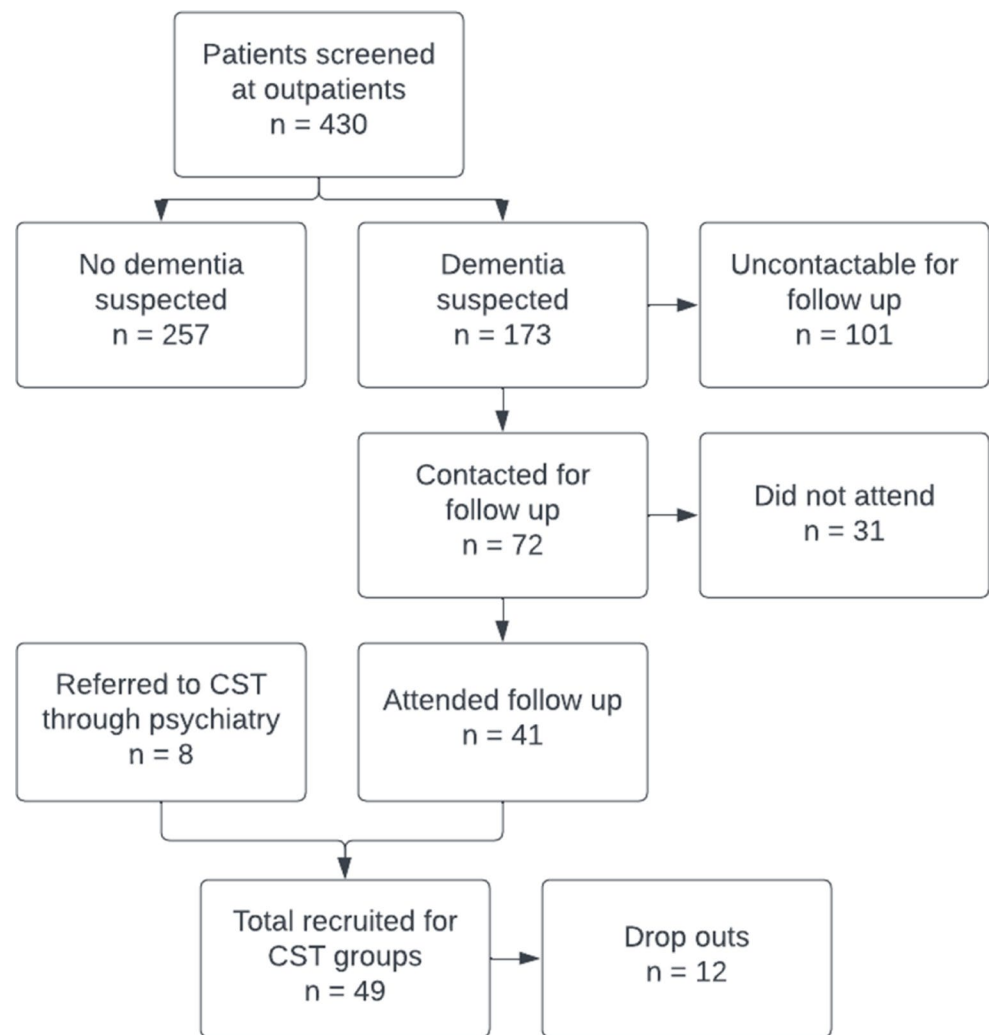 Patients screened
at outpatients
n = 430
No dementia
suspected
n = 257
Dementia
suspected
n = 173
Uncontactable for
follow up
n = 101
Contacted for
follow up
n = 72
Did not attend
n = 31
Referred to CST
through psychiatry
n = 8
Attended follow up
n = 41
Total recruited for
CST groups
n = 49
Drop outs
n = 12